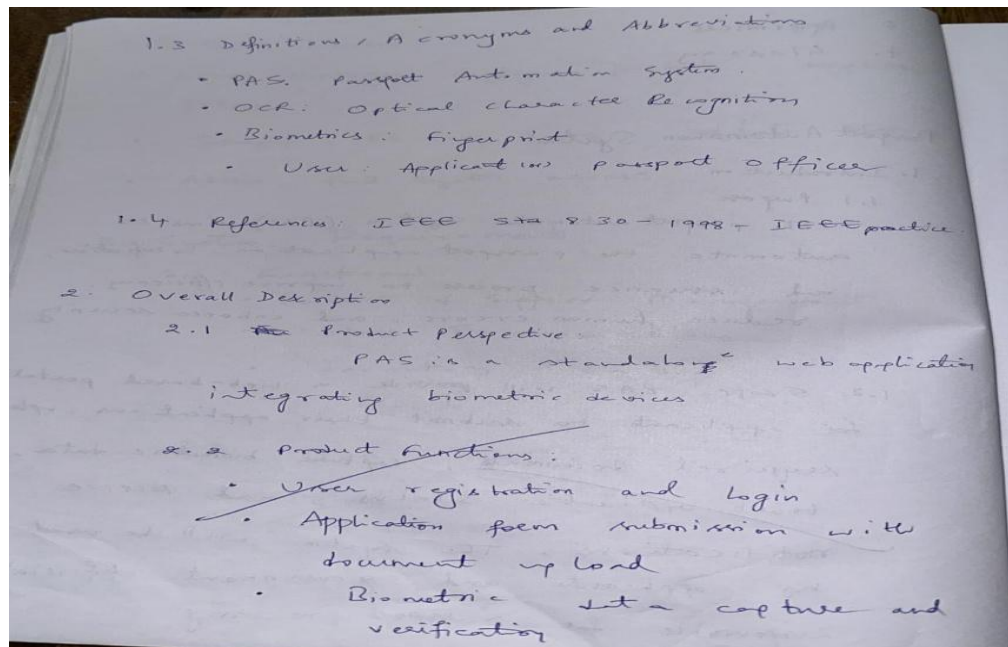 1.3 Definitions, Acronyms and Abbreviations
• PAS. Passport Automation System.
• OCR: Optical Character Recognition
• Biometrics: Fingerprint
• User: Applicant (or) passport officer
1.4 References: IEEE Std 830-1998 - IEEE practice.
2. Overall Description
2.1 Product Perspective
PAS is a standalone web application
integrating biometric devices
2.2 Product Functions:
• User registration and Login
• Application form submission with
document upload
• Biometric data capture and
verification